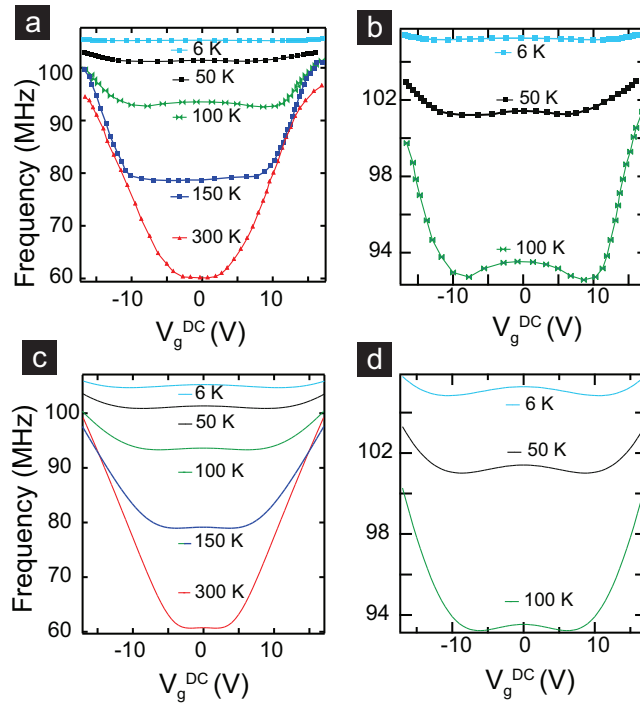 a
b
6 K
50 K
100 K
150 K
300 K
100
90
80
70
60
Frequency (MHz)
-10
0
10
V_g^DC (V)
6 K
50 K
100 K
102
98
94
-10
0
10
V_g^DC (V)
c
d
6 K
50 K
100 K
150 K
300 K
100
90
80
70
60
Frequency (MHz)
-10
0
10
V_g^DC (V)
6 K
50 K
100 K
102
98
94
-10
0
10
V_g^DC (V)